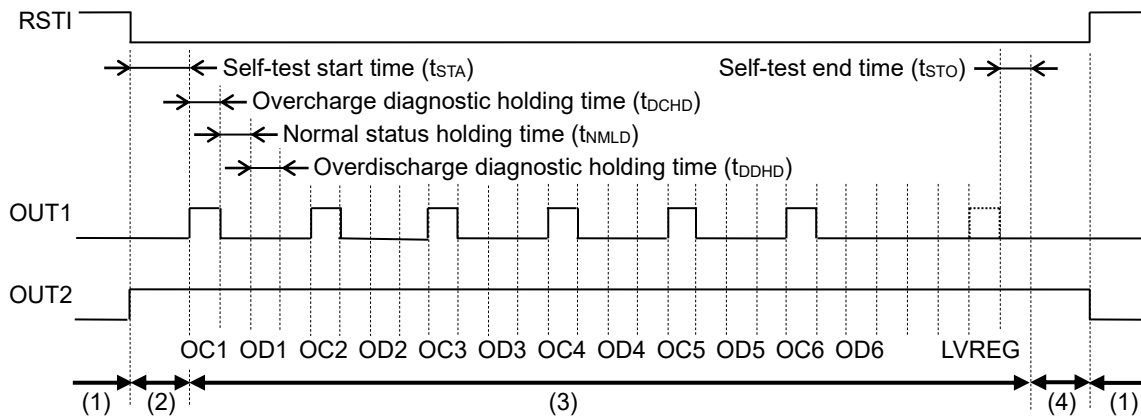 RSTI
Self-test start time (tSTA)
Self-test end time (tSTO)
Overcharge diagnostic holding time (tDCHD)
Normal status holding time (tNMLD)
Overdischarge diagnostic holding time (tDDHD)
OUT1
OUT2
OC1 OD1 OC2 OD2 OC3 OD3 OC4 OD4 OC5 OD5 OC6 OD6 LVREG
(1) (2) (3) (4) (1)